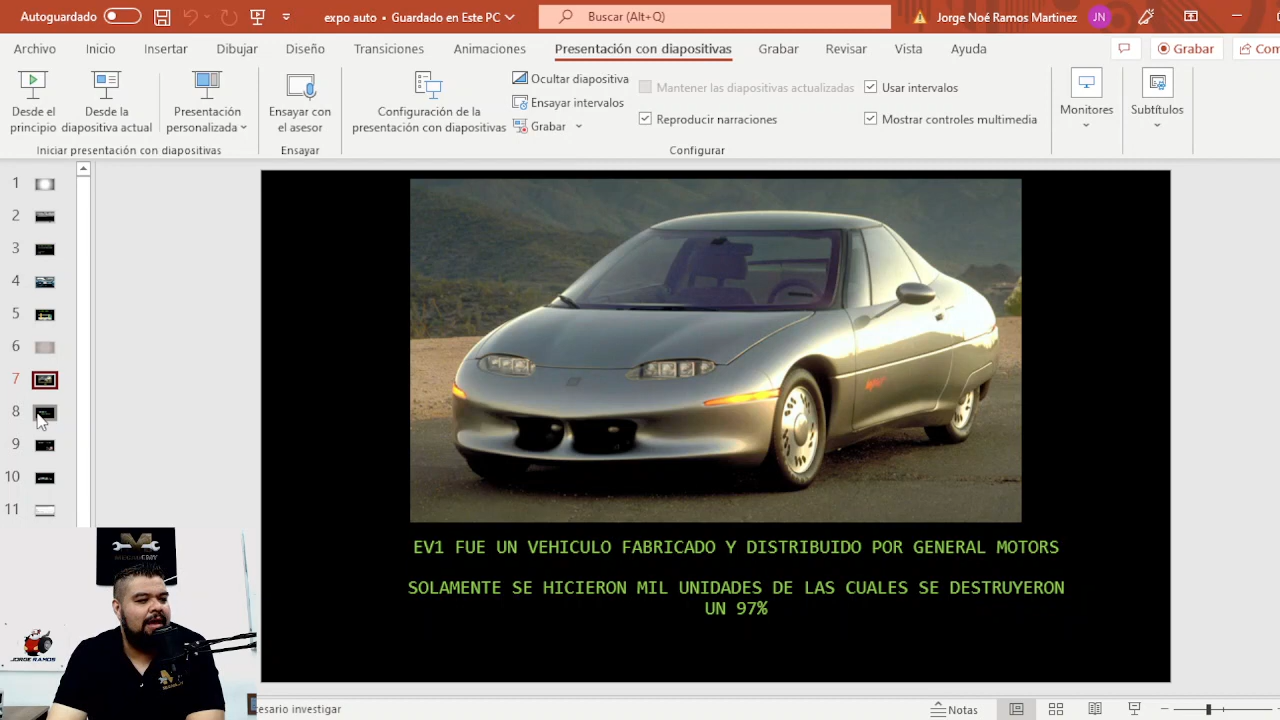 Autoguardado
expo auto • Guardado en Este PC
Buscar (Alt+Q)
Jorge Noé Ramos Martinez
JN
Archivo
Inicio
Insertar
Dibujar
Diseño
Transiciones
Animaciones
Presentación con diapositivas
Grabar
Revisar
Vista
Ayuda
Grabar
Com
Desde el
principio
Desde la
diapositiva actual
Presentación
personalizada
Iniciar presentación con diapositivas
Ensayar con
el asesor
Ensayar
Configuración de la
presentación con diapositivas
Ocultar diapositiva
Ensayar intervalos
Grabar
Mantener las diapositivas actualizadas
Reproducir narraciones
Usar intervalos
Mostrar controles multimedia
Configurar
Monitores
Subtítulos
1
2
3
4
5
6
7
8
9
10
11
EV1 FUE UN VEHICULO FABRICADO Y DISTRIBUIDO POR GENERAL MOTORS
SOLAMENTE SE HICIERON MIL UNIDADES DE LAS CUALES SE DESTRUYERON
UN 97%
JORGE RAMOS
cesario investigar
Notas